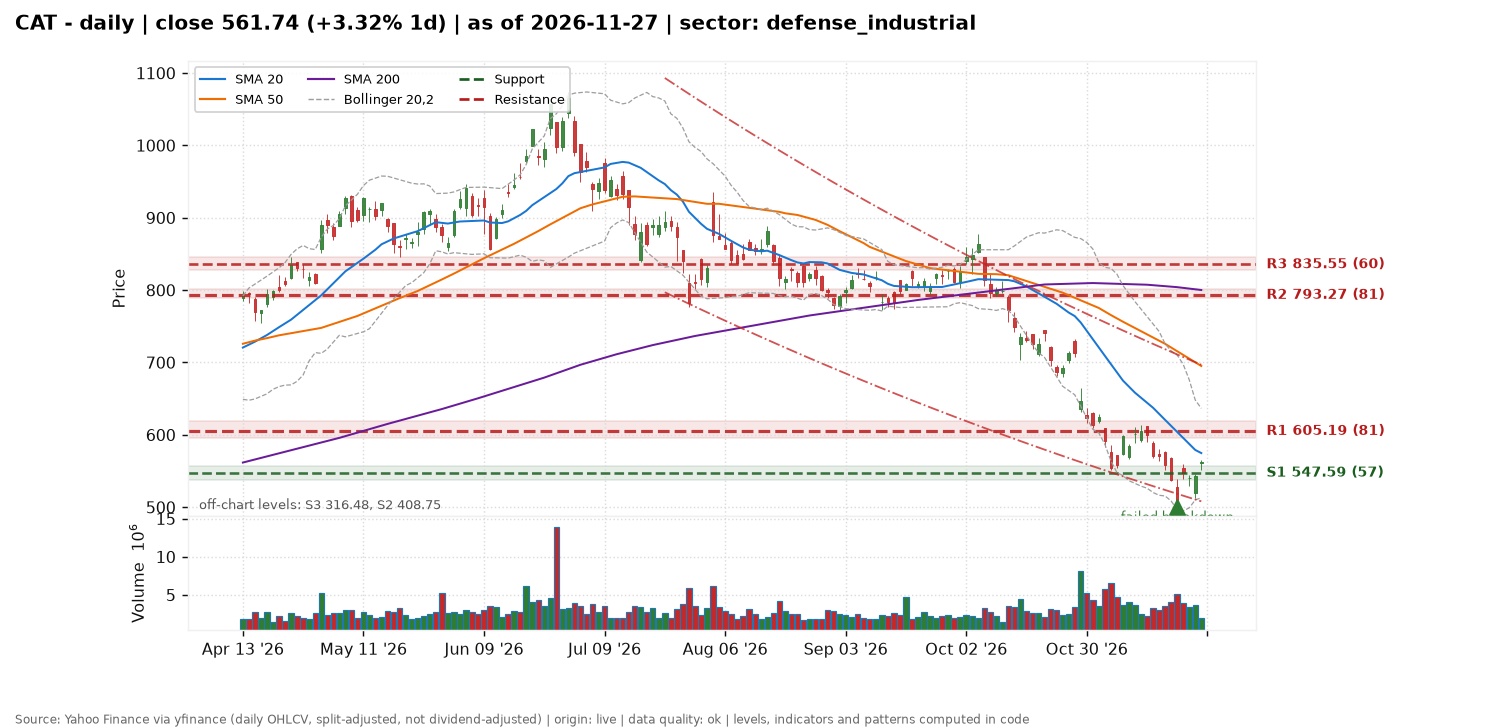 CAT - daily | close 561.74 (+3.32% 1d) | as of 2026-11-27 | sector: defense_industrial
SMA 20
SMA 50
SMA 200
Bollinger 20,2
Support
Resistance
Price
1100
1000
900
800
700
600
500
R3 835.55 (60)
R2 793.27 (81)
R1 605.19 (81)
S1 547.59 (57)
off-chart levels: S3 316.48, S2 408.75
Volume 10⁶
15
10
5
Apr 13 '26
May 11 '26
Jun 09 '26
Jul 09 '26
Aug 06 '26
Sep 03 '26
Oct 02 '26
Oct 30 '26
Source: Yahoo Finance via yfinance (daily OHLCV, split-adjusted, not dividend-adjusted) | origin: live | data quality: ok | levels, indicators and patterns computed in code